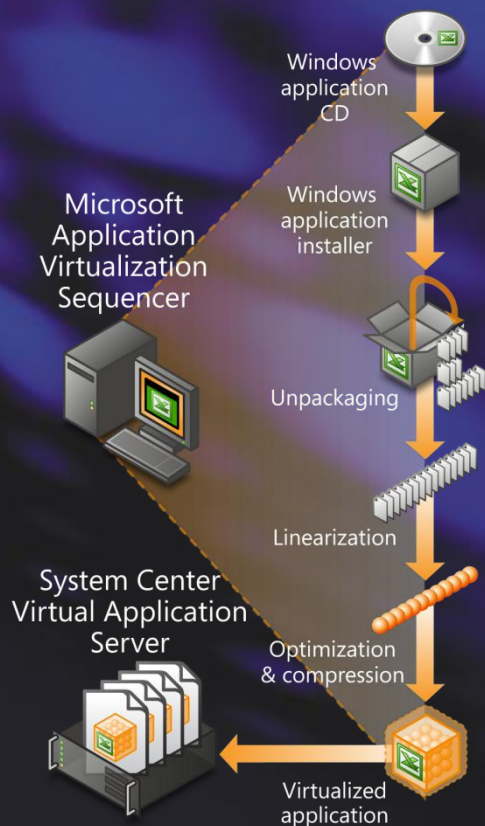 Windows
application
CD
Windows
application
installer
Microsoft
Application
Virtualization
Sequencer
Unpackaging
Linearization
System Center
Virtual Application
Server
Optimization
& compression
Virtualized
application